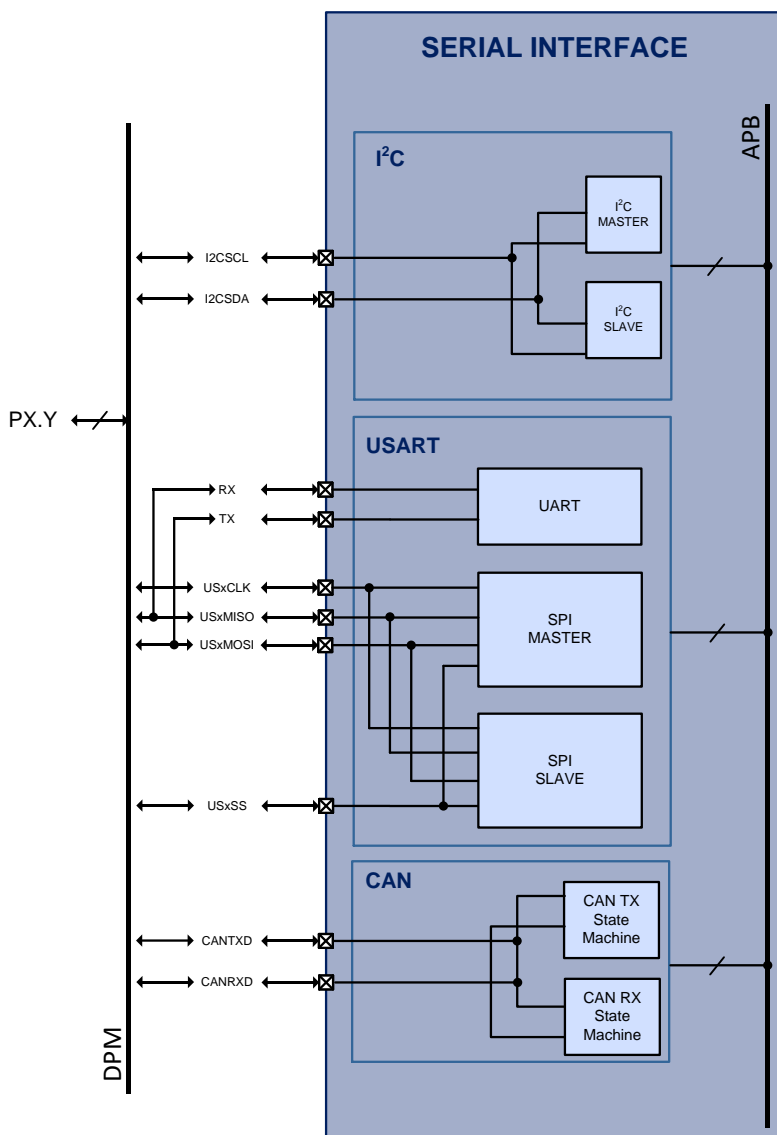 SERIAL INTERFACE
APB
I²C
I²C
MASTER
I2CSCL
I2CSDA
I²C
SLAVE
PX.Y
USART
RX
TX
UART
USxCLK
USxMISO
USxMOSI
SPI
MASTER
SPI
SLAVE
USxSS
CAN
CAN TX
State
Machine
CANTXD
CANRXD
CAN RX
State
Machine
DPM